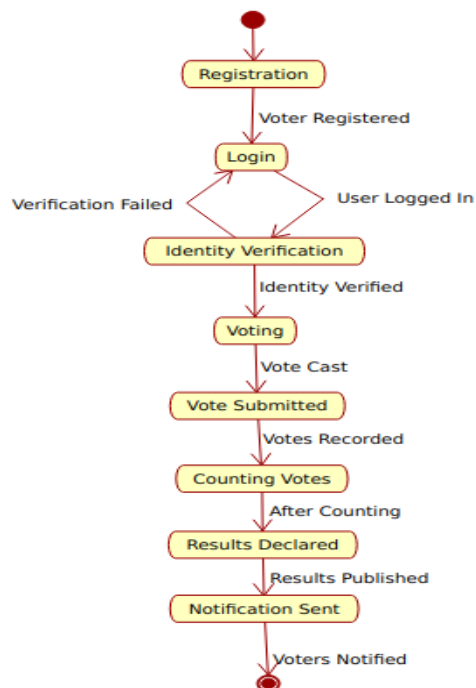 Registration
Voter Registered
Login
Verification Failed
User Logged In
Identity Verification
Identity Verified
Voting
Vote Cast
Vote Submitted
Votes Recorded
Counting Votes
After Counting
Results Declared
Results Published
Notification Sent
Voters Notified